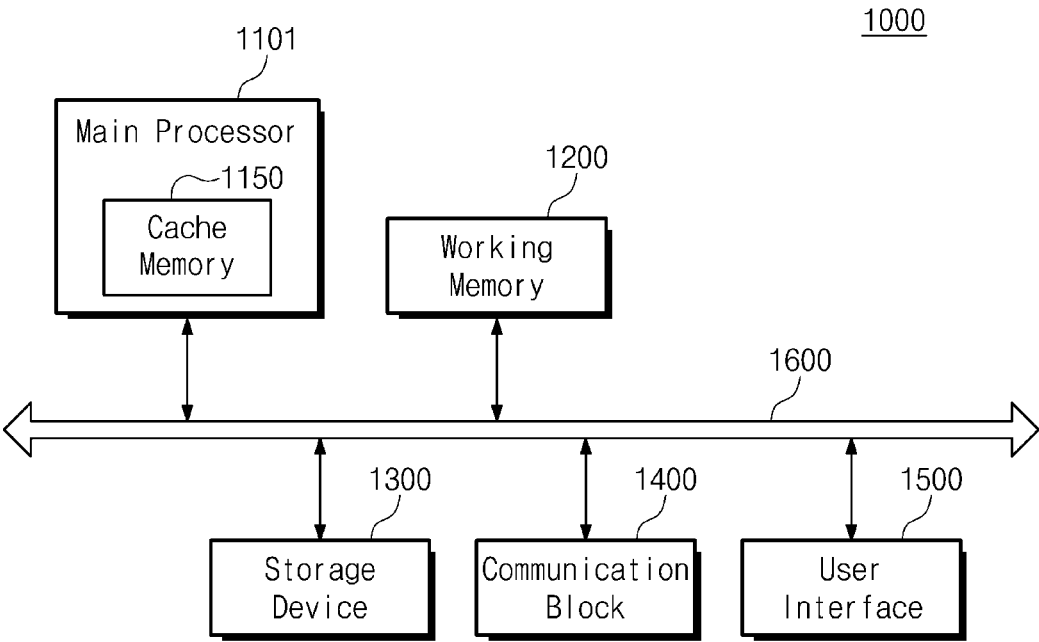 1000
1101
Main Processor
1150
Cache
Memory
1200
Working
Memory
1600
1300
Storage
Device
1400
Communication
Block
1500
User
Interface